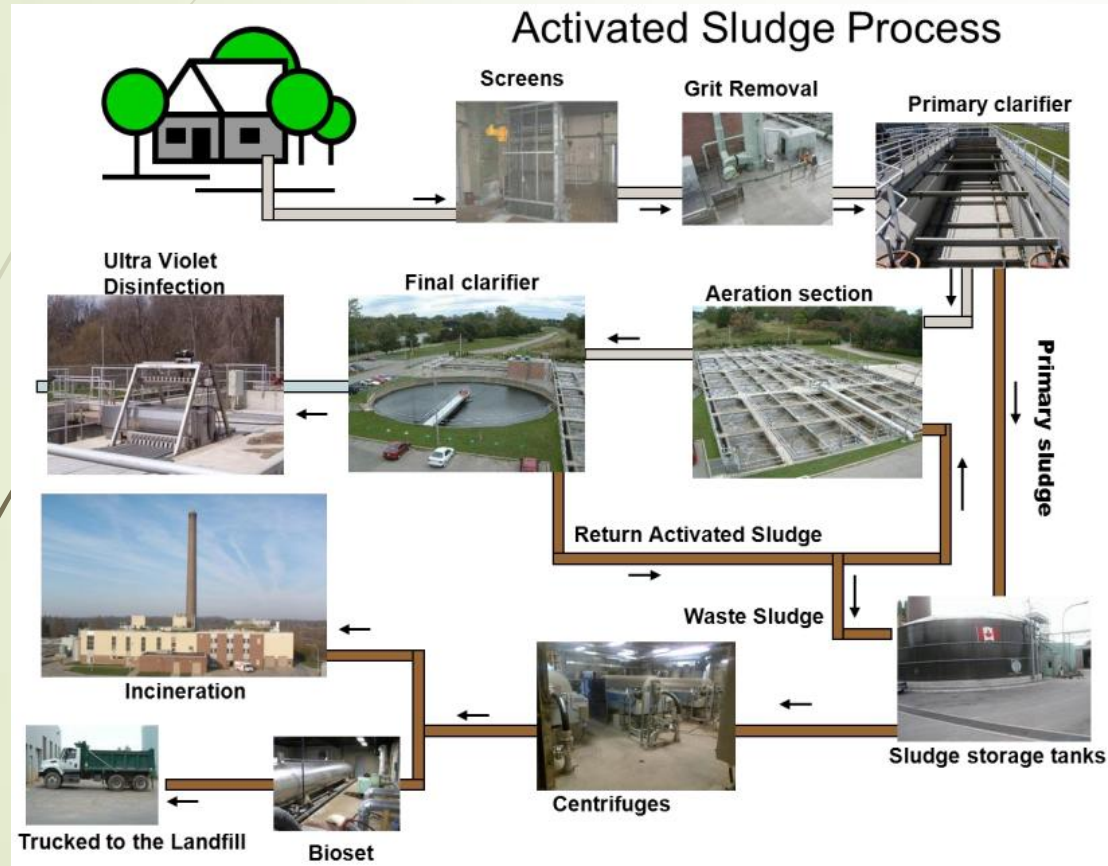 Activated Sludge Process
Screens
Grit Removal
Primary clarifier
Ultra Violet
Disinfection
Final clarifier
Aeration section
Primary sludge
Return Activated Sludge
Waste Sludge
Incineration
Sludge storage tanks
Centrifuges
Trucked to the Landfill
Bioset